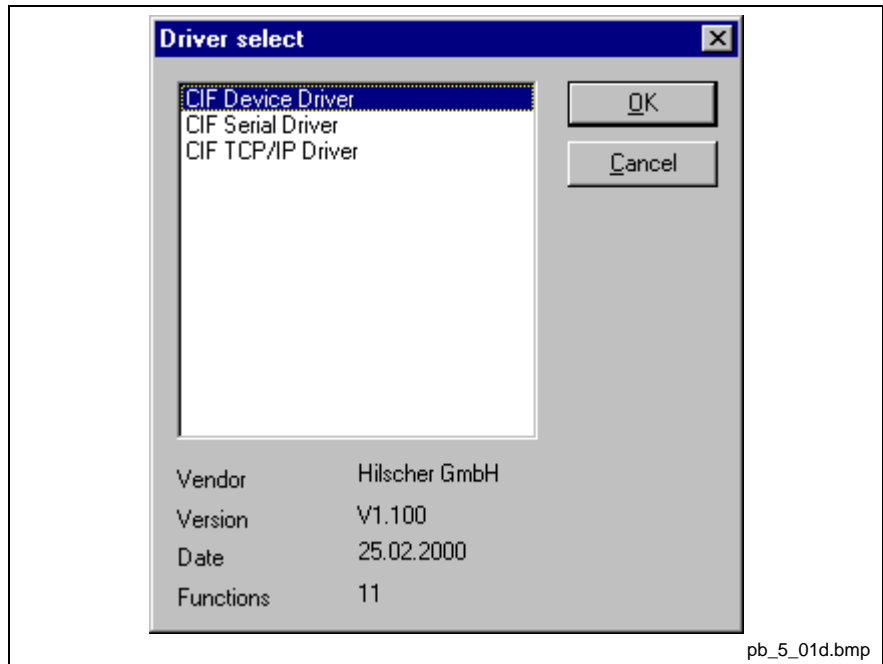 Driver select
CIF Device Driver
CIF Serial Driver
CIF TCP/IP Driver
OK
Cancel
Vendor Hilscher GmbH
Version V1.100
Date 25.02.2000
Functions 11
pb_5_01d.bmp